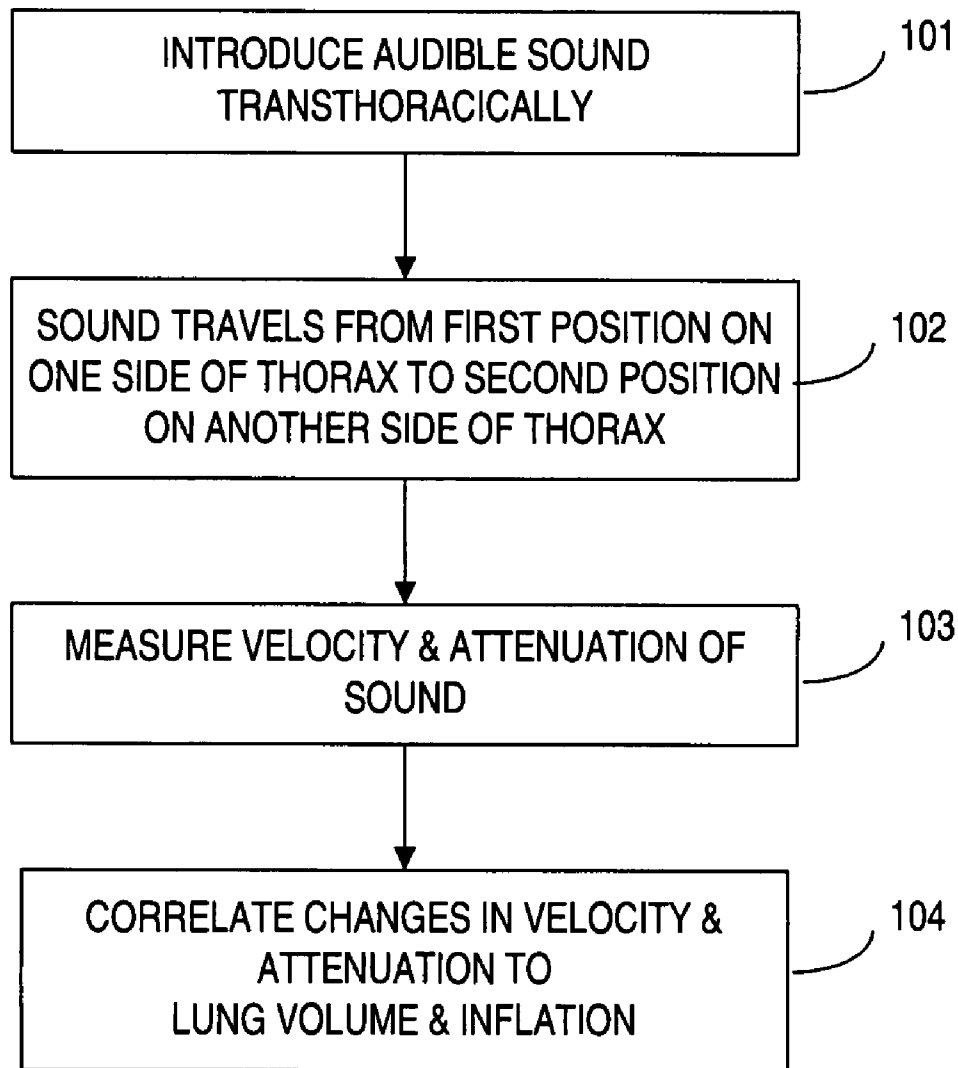 INTRODUCE AUDIBLE SOUND
TRANSTHORACICALLY
101
SOUND TRAVELS FROM FIRST POSITION ON
ONE SIDE OF THORAX TO SECOND POSITION
ON ANOTHER SIDE OF THORAX
102
MEASURE VELOCITY & ATTENUATION OF
SOUND
103
CORRELATE CHANGES IN VELOCITY &
ATTENUATION TO
LUNG VOLUME & INFLATION
104